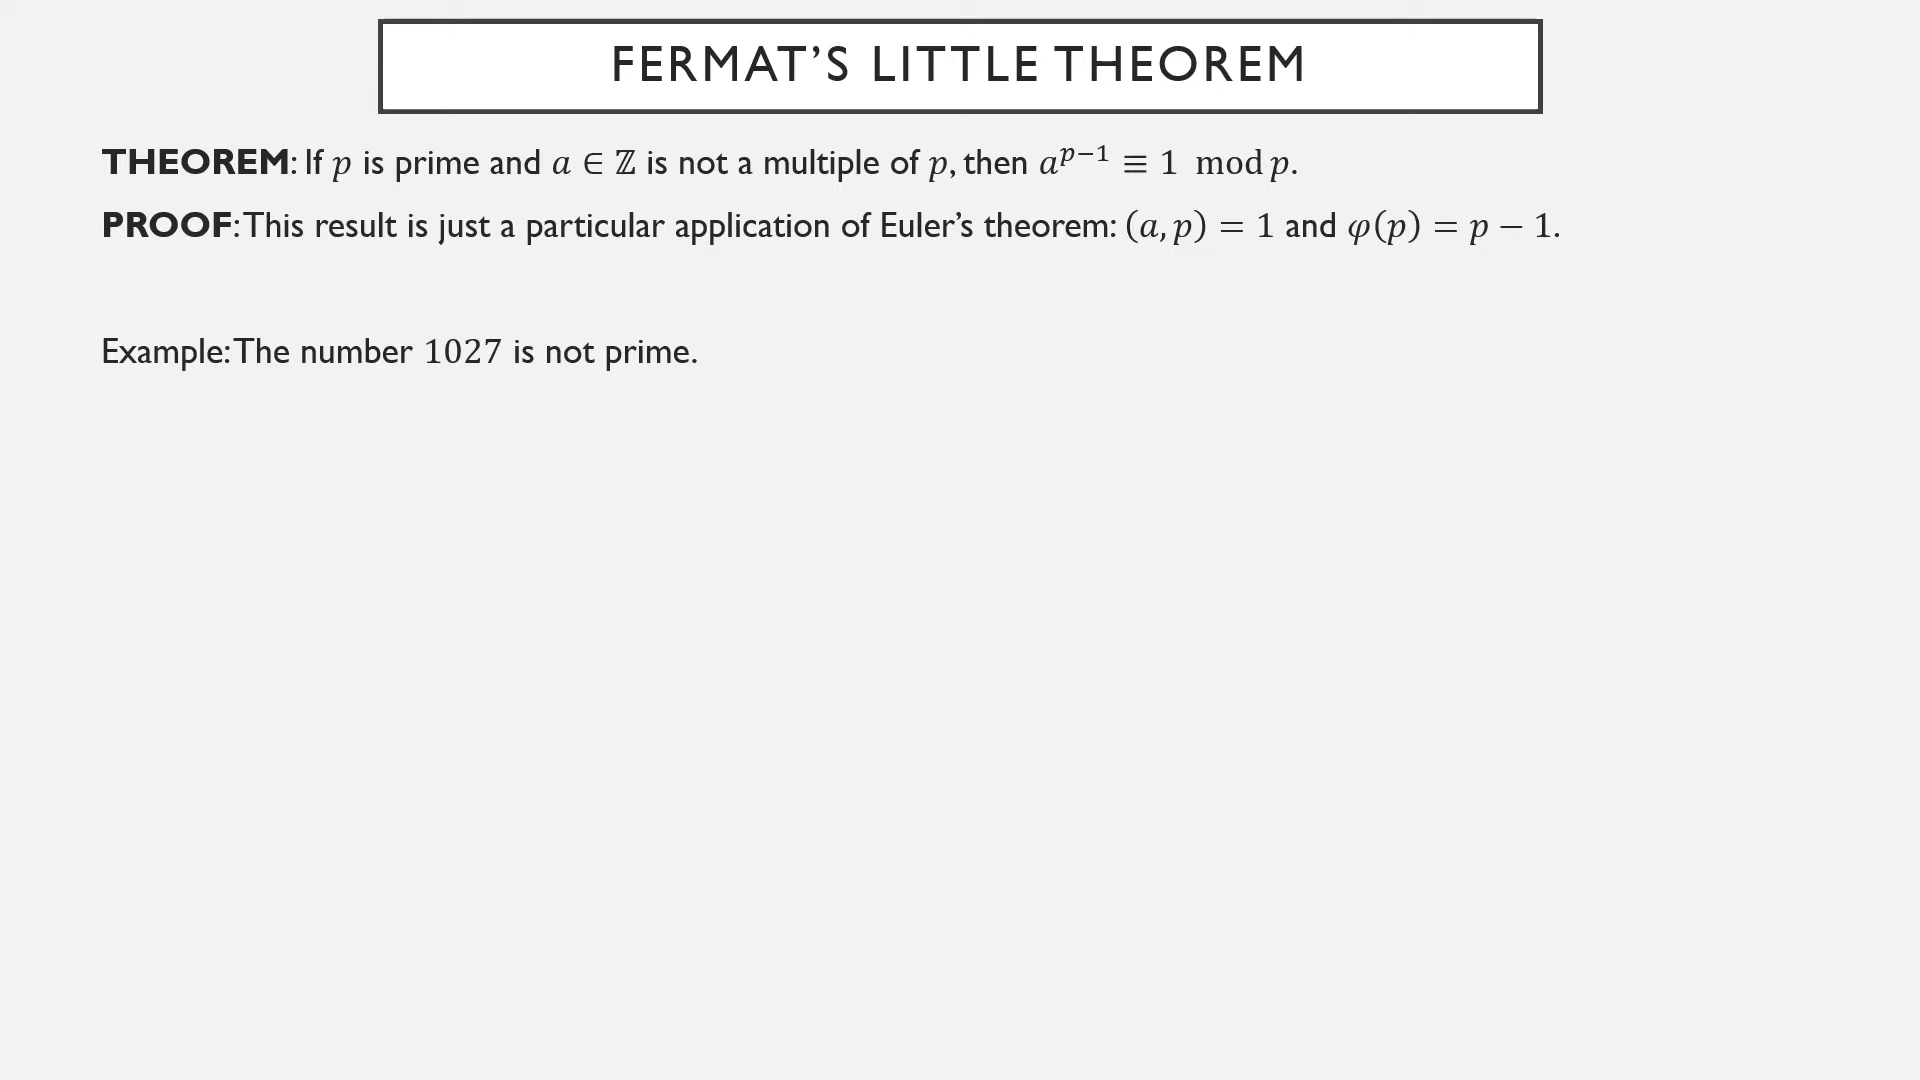 FERMAT’S LITTLE THEOREM
THEOREM: If 𝑝 is prime and 𝑎 ∈ ℤ is not a multiple of 𝑝, then 𝑎^{𝑝−1} ≡ 1 mod 𝑝.
PROOF: This result is just a particular application of Euler’s theorem: (𝑎, 𝑝) = 1 and 𝜑(𝑝) = 𝑝 − 1.
Example: The number 1027 is not prime.